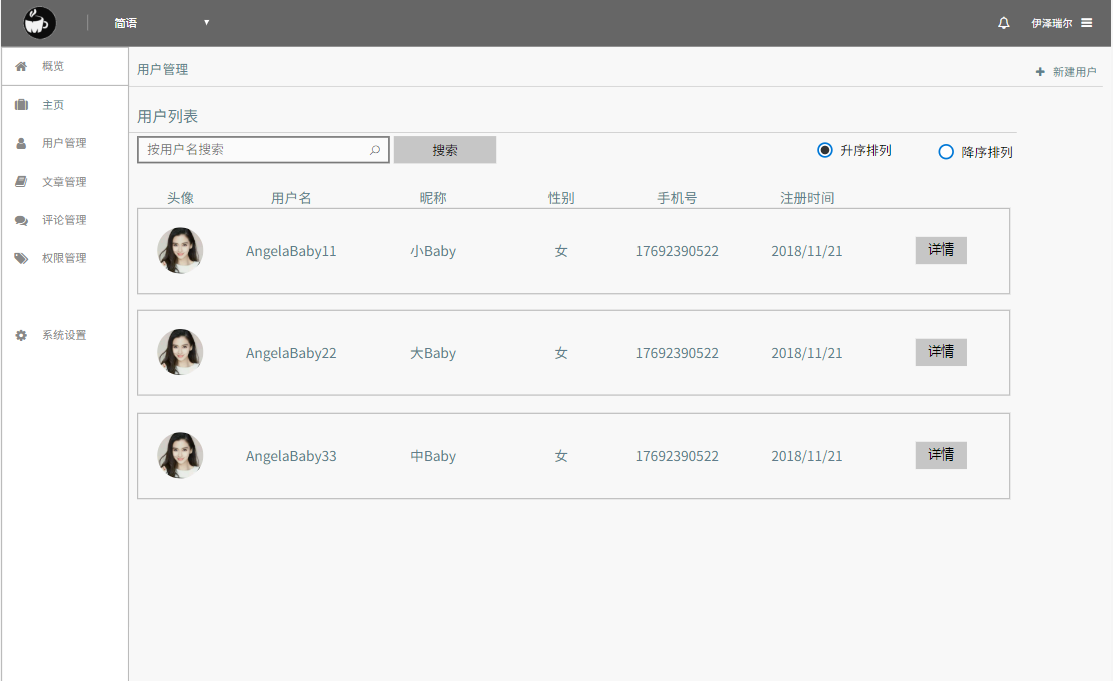 简语 ▼ 伊泽瑞尔
概览
主页
用户管理
文章管理
评论管理
权限管理
系统设置
用户管理
新建用户
用户列表
按用户名搜索 搜索 升序排列 降序排列
头像 用户名 昵称 性别 手机号 注册时间
AngelaBaby11 小Baby 女 17692390522 2018/11/21 详情
AngelaBaby22 大Baby 女 17692390522 2018/11/21 详情
AngelaBaby33 中Baby 女 17692390522 2018/11/21 详情